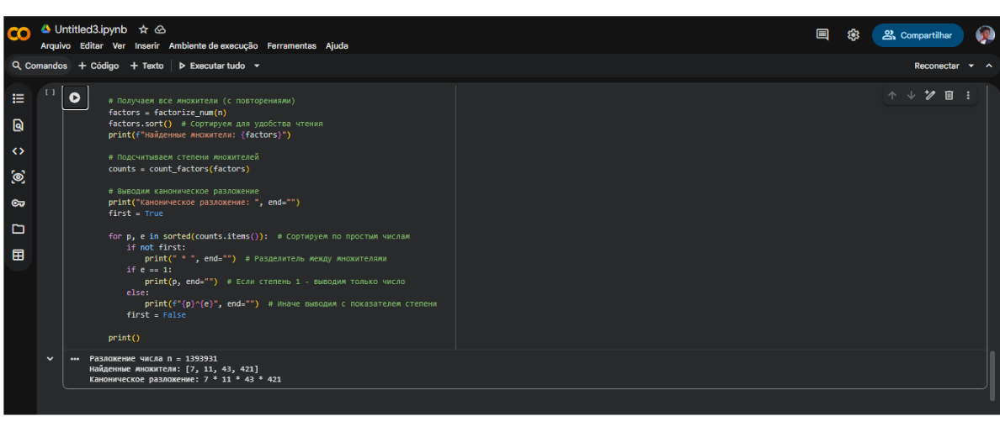 CO
Untitled3.ipynb
Arquivo Editar Ver Inserir Ambiente de execução Ferramentas Ajuda
Compartilhar
Comandos + Código + Texto Executar tudo
Reconectar
[ ]
# Получаем все множители (с повторениями)
factors = factorize_num(n)
factors.sort() # Сортируем для удобства чтения
print(f"Найденные множители: {factors}")
# Подсчитываем степени множителей
counts = count_factors(factors)
# Выводим каноническое разложение
print("Каноническое разложение: ", end="")
first = True
for p, e in sorted(counts.items()): # Сортируем по простым числам
if not first:
print(" * ", end="") # Разделитель между множителями
if e == 1:
print(p, end="") # Если степень 1 - выводим только число
else:
print(f"{p}^{e}", end="") # Иначе выводим с показателем степени
first = False
print()
Разложение числа n = 1393931
Найденные множители: [7, 11, 43, 421]
Каноническое разложение: 7 * 11 * 43 * 421